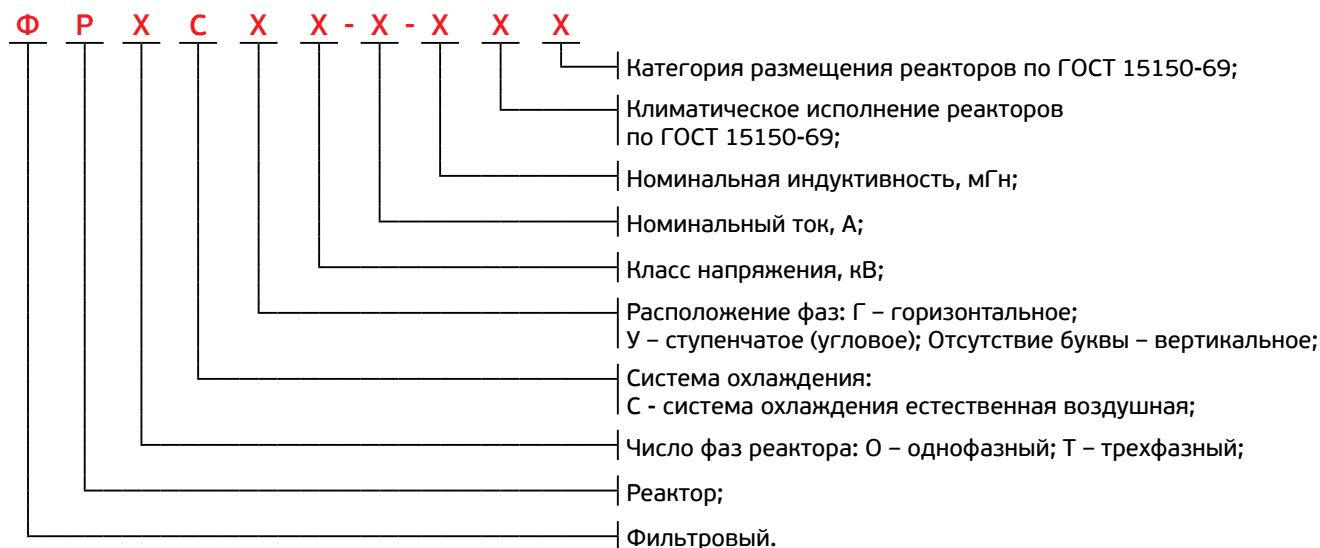 Ф Р Х С Х Х - Х - Х Х Х
Категория размещения реакторов по ГОСТ 15150-69;
Климатическое исполнение реакторов
по ГОСТ 15150-69;
Номинальная индуктивность, мГн;
Номинальный ток, А;
Класс напряжения, кВ;
Расположение фаз: Г – горизонтальное;
У – ступенчатое (угловое); Отсутствие буквы – вертикальное;
Система охлаждения:
С - система охлаждения естественная воздушная;
Число фаз реактора: О – однофазный; Т – трехфазный;
Реактор;
Фильтровый.